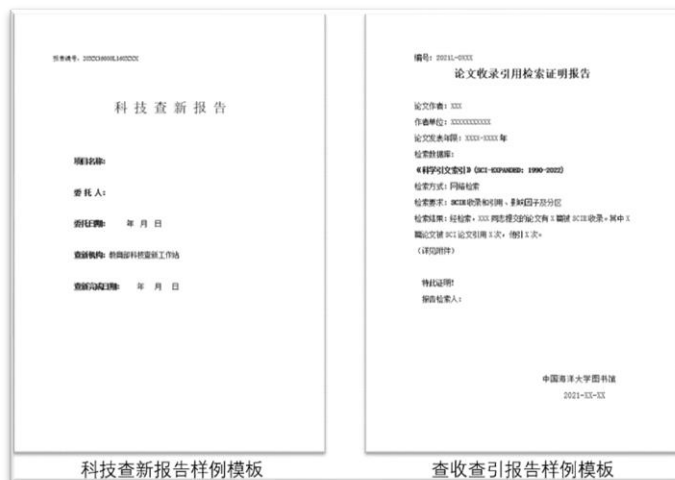 科技查新报告
项目名称:
委托人:
委托日期: 年 月 日
查新机构: 教育部科技查新工作站
查新完成日期: 年 月 日
科技查新报告样例模板
编号: 2021L-0XXX
论文收录引用检索证明报告
论文作者: XXX
作者单位: XXXXXXXXXX
论文发表年限: XXXX-XXXX 年
检索数据库:
《科学引文索引》(SCI-EXPANDED: 1990-2022)
检索方式: 网络检索
检索要求: SCIE收录和引用、影响因子及分区
检索结果: 经检索, XXX 同志提交的论文有 X 篇被 SCIE 收录。其中 X
篇论文被 SCI 论文引用 X 次, 他引 X 次。
(详见附件)
特此证明!
报告检索人:
中国海洋大学图书馆
2021-XX-XX
查收查引报告样例模板